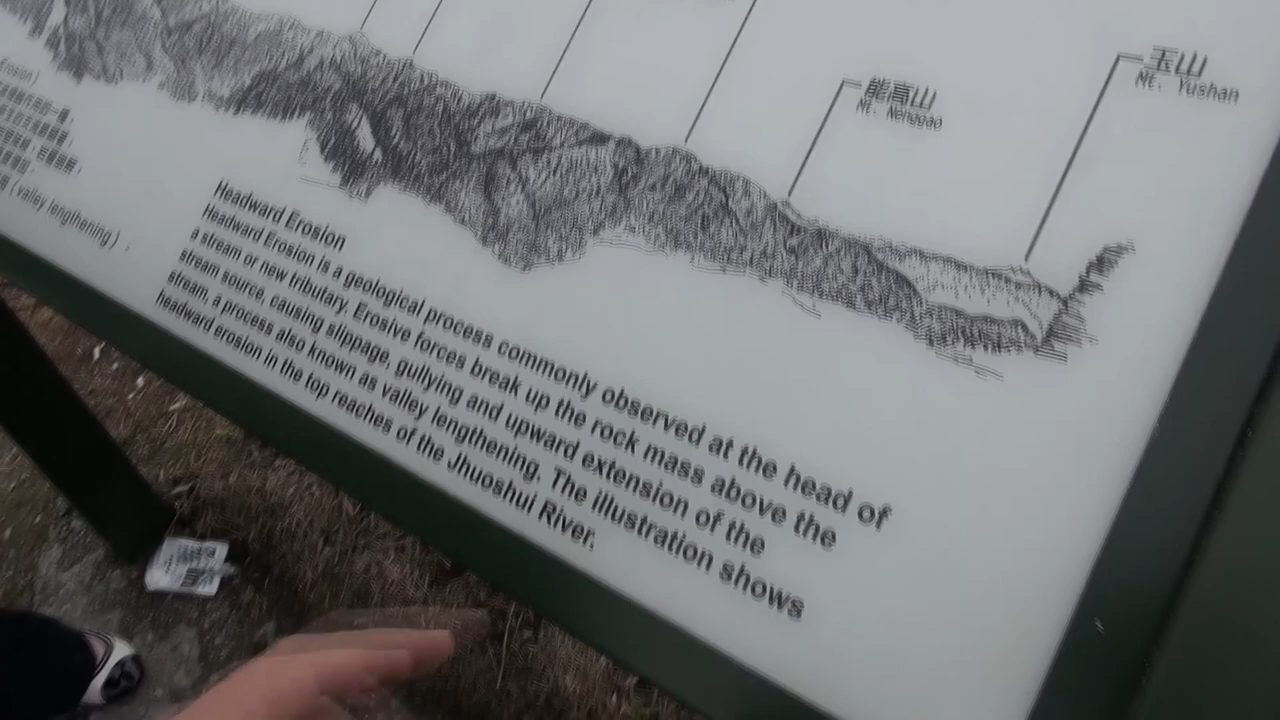 玉山
Mt. Yushan
能高山
Mt. Nenggao
Erosion)
(valley lengthening)。
Headward Erosion
Headward Erosion is a geological process commonly observed at the head of
a stream or new tributary. Erosive forces break up the rock mass above the
stream source, causing slippage, gullying and upward extension of the
stream, a process also known as valley lengthening. The illustration shows
headward erosion in the top reaches of the Jhuoshui River.